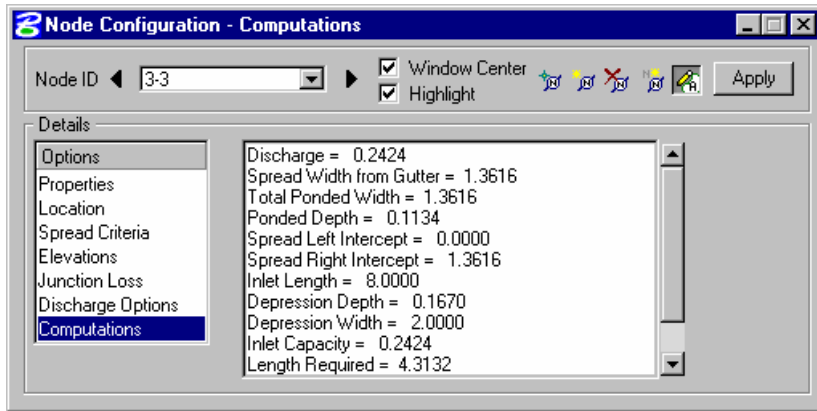 Node Configuration - Computations
Node ID 3-3 Window Center Apply
Highlight
Details
Options
Properties
Location
Spread Criteria
Elevations
Junction Loss
Discharge Options
Computations
Discharge = 0.2424
Spread Width from Gutter = 1.3616
Total Ponded Width = 1.3616
Ponded Depth = 0.1134
Spread Left Intercept = 0.0000
Spread Right Intercept = 1.3616
Inlet Length = 8.0000
Depression Depth = 0.1670
Depression Width = 2.0000
Inlet Capacity = 0.2424
Length Required = 4.3132